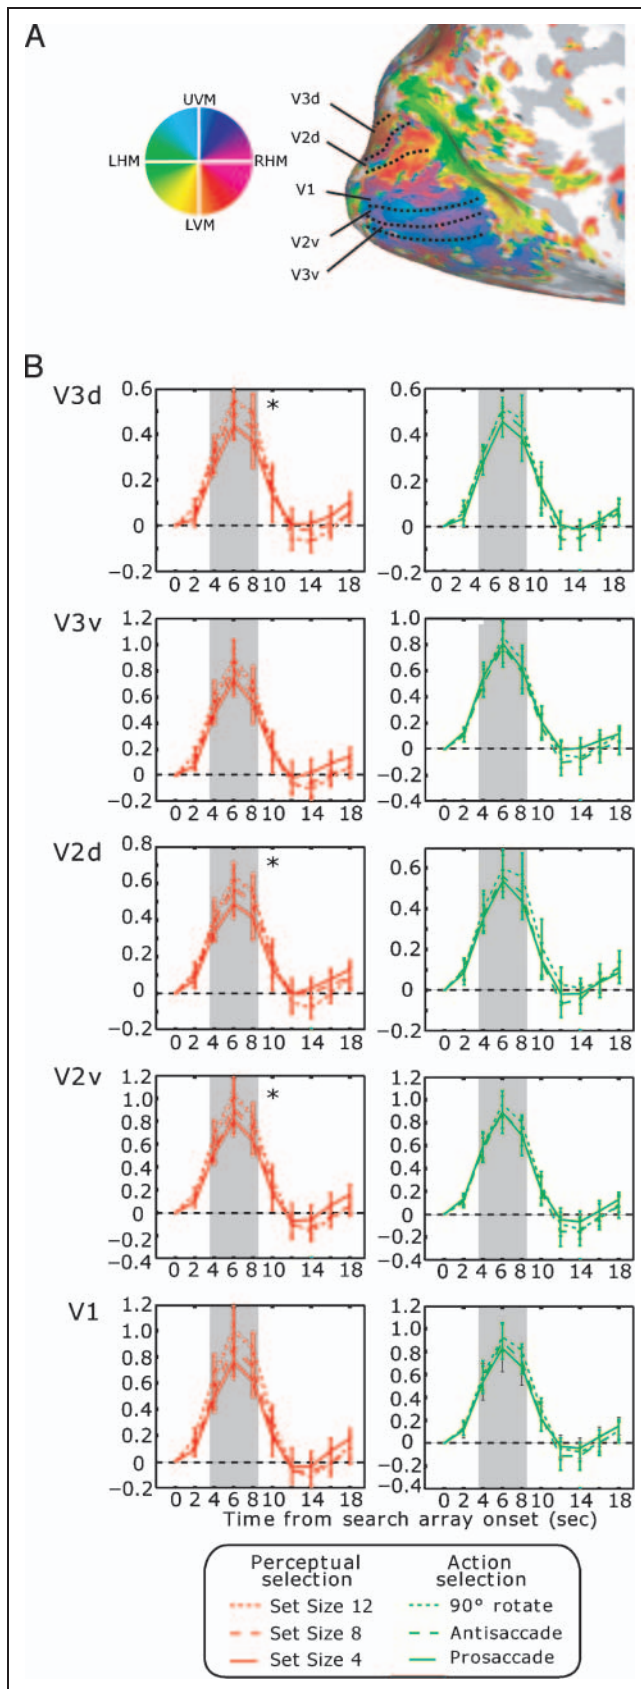 A
UVM
LHM
RHM
LVM
V3d
V2d
V1
V2v
V3v
B
V3d
0.6
0.4
0.2
0
−0.2
0 2 4 6 8 10 14 18
*
0.6
0.4
0.2
0
−0.2
0 2 4 6 8 10 14 18
V3v
1.2
1.0
0.8
0.6
0.4
0.2
0
−0.2
0 2 4 6 8 10 14 18
1.0
0.8
0.6
0.4
0.2
0
−0.2
−0.4
0 2 4 6 8 10 14 18
V2d
0.8
0.6
0.4
0.2
0
−0.2
0 2 4 6 8 10 14 18
*
0.6
0.4
0.2
0
−0.2
0 2 4 6 8 10 14 18
V2v
1.2
1.0
0.8
0.6
0.4
0.2
0
−0.2
−0.4
0 2 4 6 8 10 14 18
*
1.2
1.0
0.8
0.6
0.4
0.2
0
−0.2
−0.4
0 2 4 6 8 10 14 18
V1
1.2
1.0
0.8
0.6
0.4
0.2
0
−0.2
0 2 4 6 8 10 14 18
1.2
1.0
0.8
0.6
0.4
0.2
0
−0.2
−0.4
0 2 4 6 8 10 14 18
Time from search array onset (sec)
Perceptual selection
Set Size 12
Set Size 8
Set Size 4
Action selection
90° rotate
Antisaccade
Prosaccade